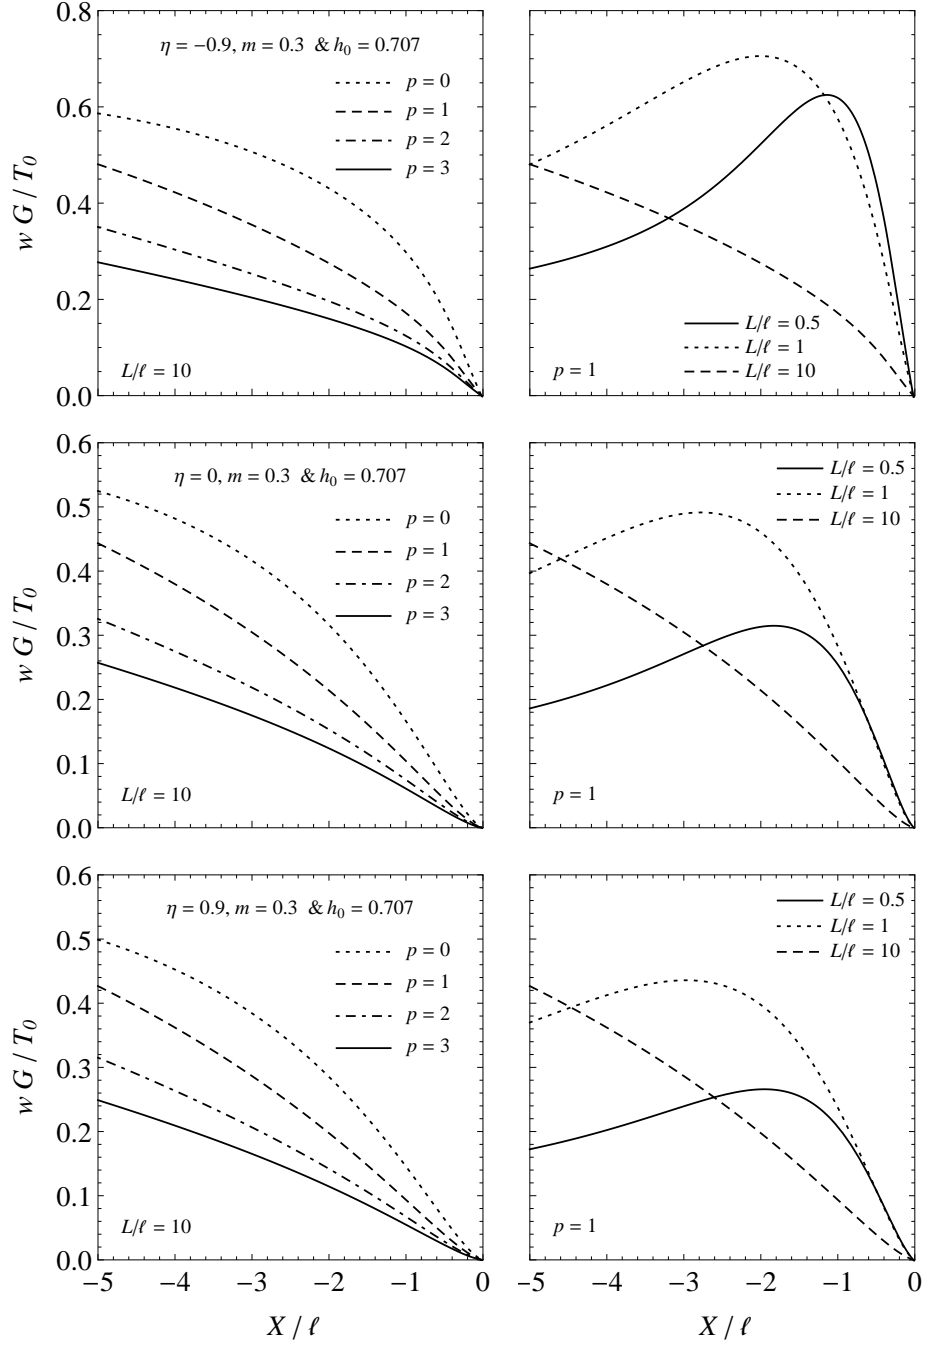 0.8
0.6
0.4
0.2
0.0
w G / T0
η = −0.9, m = 0.3 & h0 = 0.707
p = 0
p = 1
p = 2
p = 3
L/ℓ = 10
L/ℓ = 0.5
L/ℓ = 1
L/ℓ = 10
p = 1
0.6
0.5
0.4
0.3
0.2
0.1
0.0
w G / T0
η = 0, m = 0.3 & h0 = 0.707
p = 0
p = 1
p = 2
p = 3
L/ℓ = 10
L/ℓ = 0.5
L/ℓ = 1
L/ℓ = 10
p = 1
0.6
0.5
0.4
0.3
0.2
0.1
0.0
w G / T0
η = 0.9, m = 0.3 & h0 = 0.707
p = 0
p = 1
p = 2
p = 3
L/ℓ = 10
−5 −4 −3 −2 −1 0
X / ℓ
L/ℓ = 0.5
L/ℓ = 1
L/ℓ = 10
p = 1
−5 −4 −3 −2 −1 0
X / ℓ